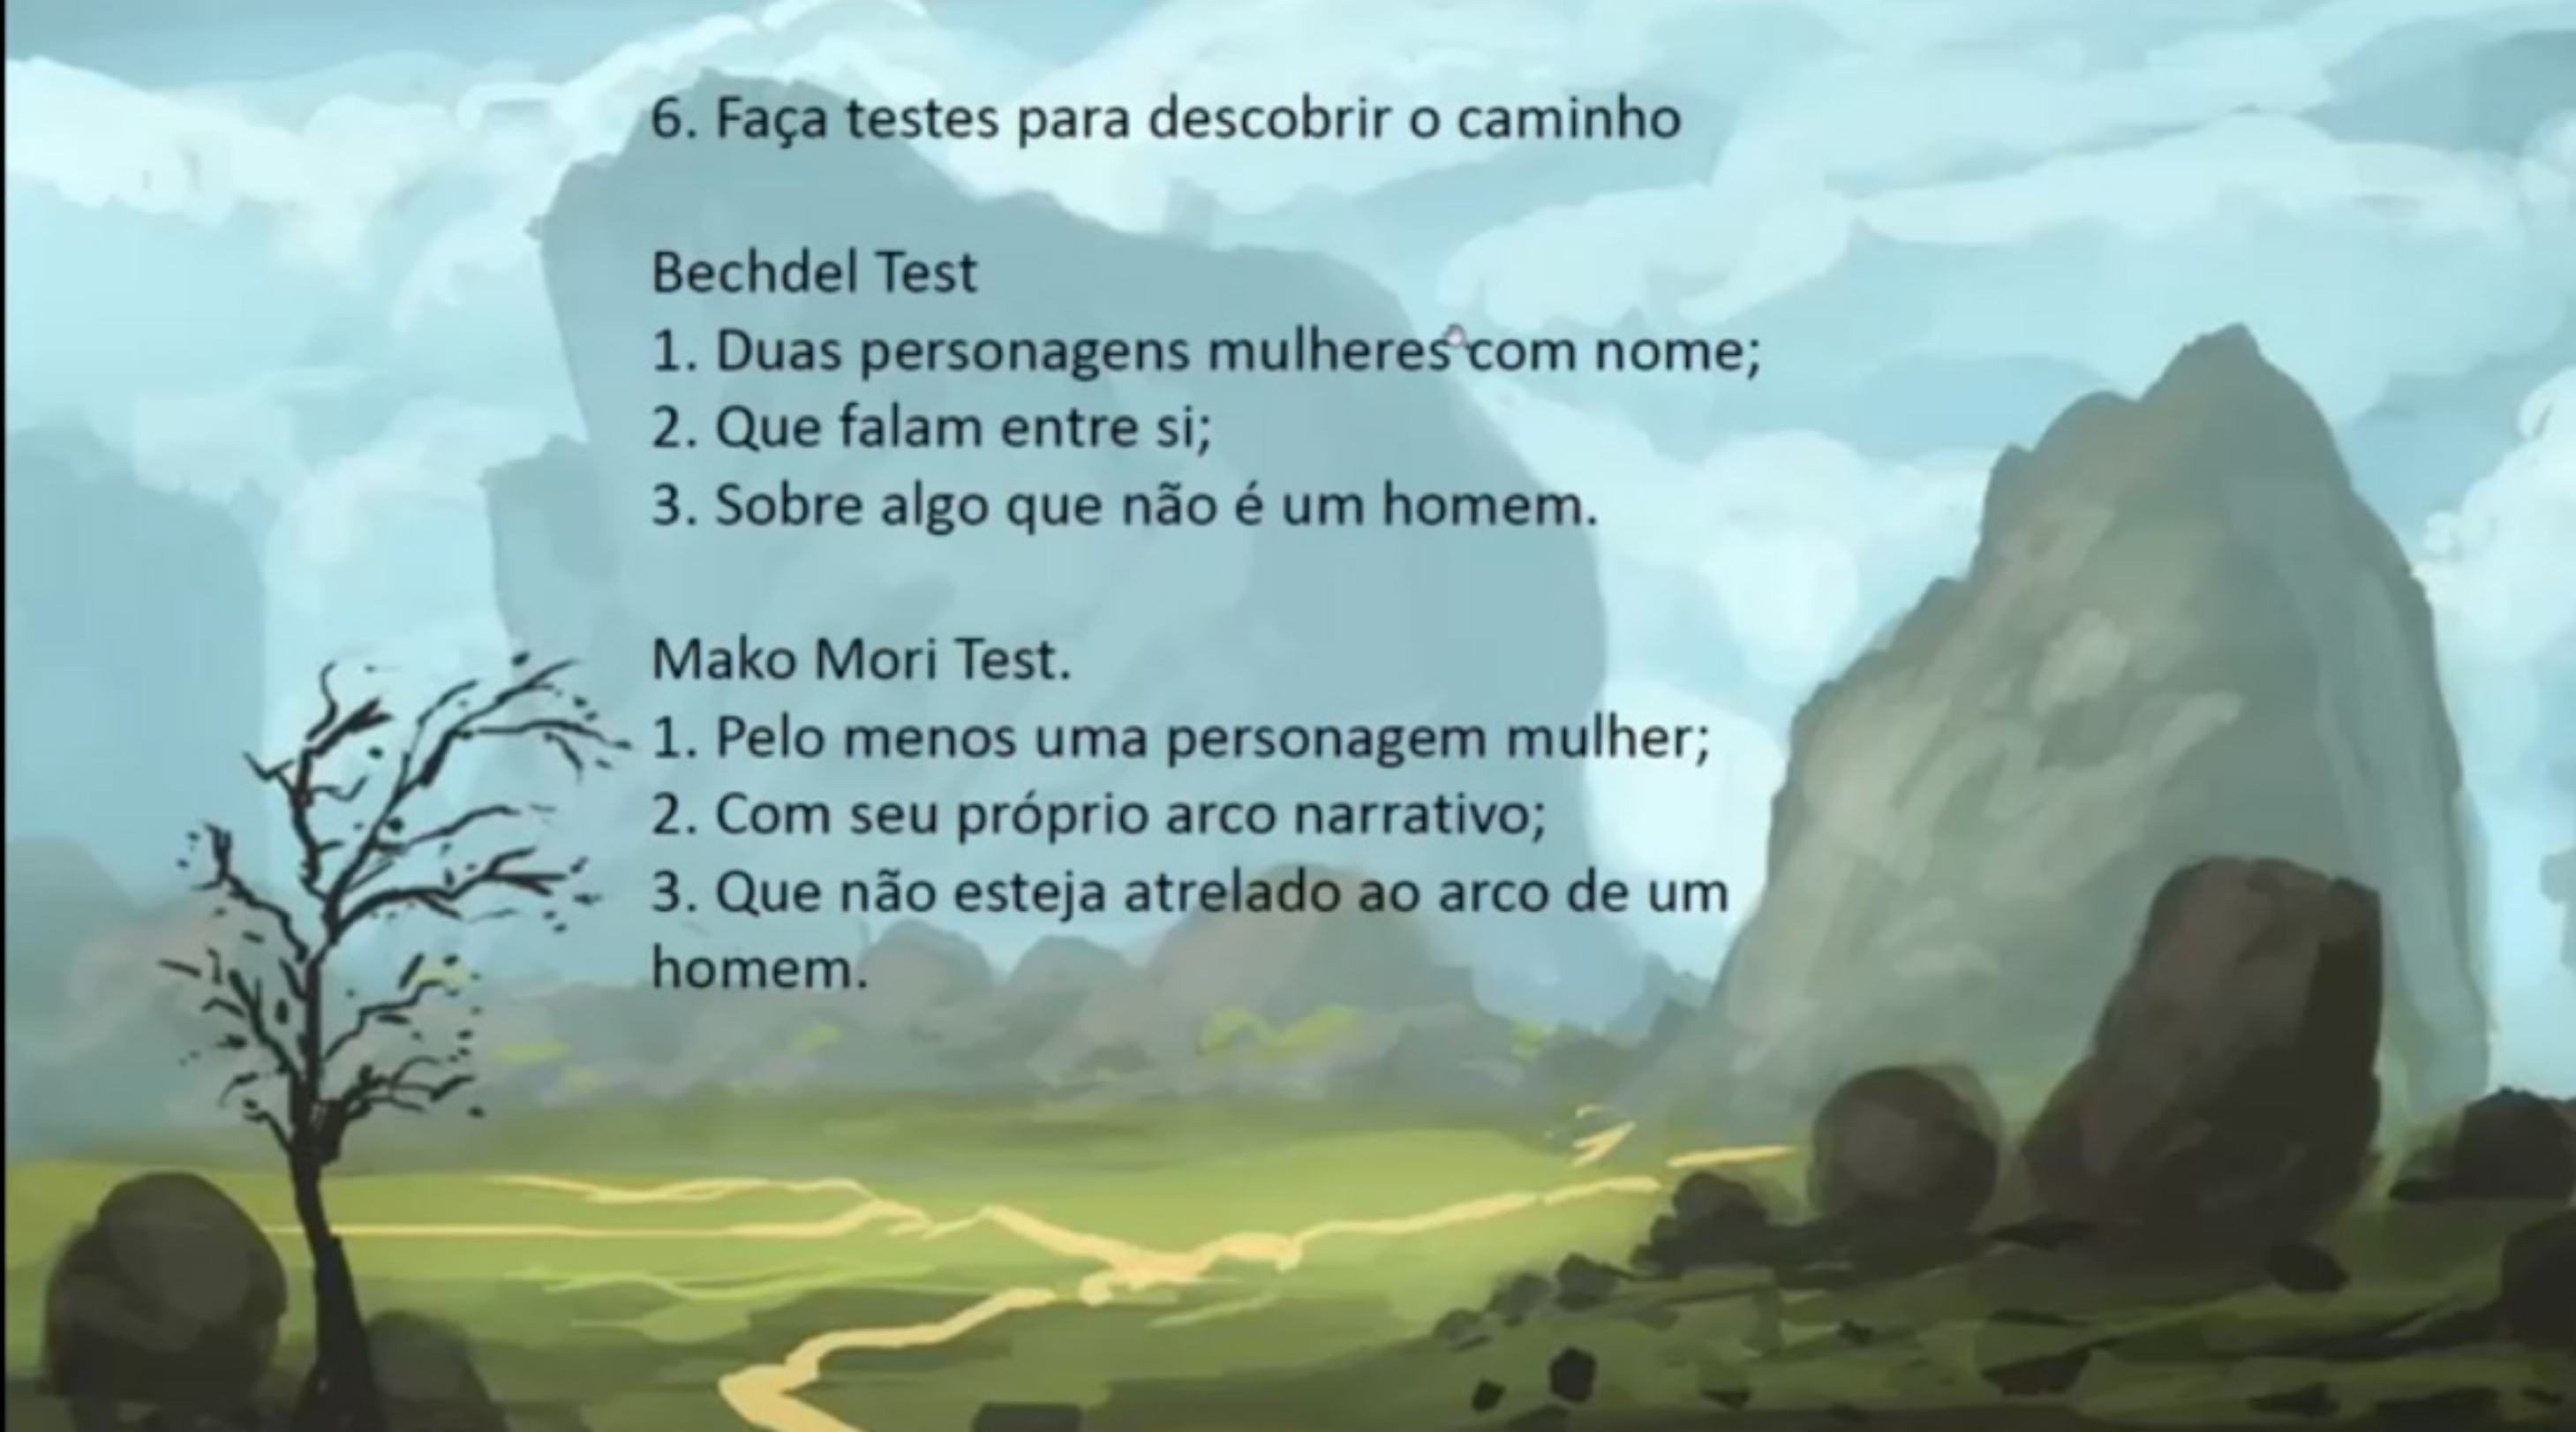 6. Faça testes para descobrir o caminho
Bechdel Test
1. Duas personagens mulheres com nome;
2. Que falam entre si;
3. Sobre algo que não é um homem.
Mako Mori Test.
1. Pelo menos uma personagem mulher;
2. Com seu próprio arco narrativo;
3. Que não esteja atrelado ao arco de um
homem.